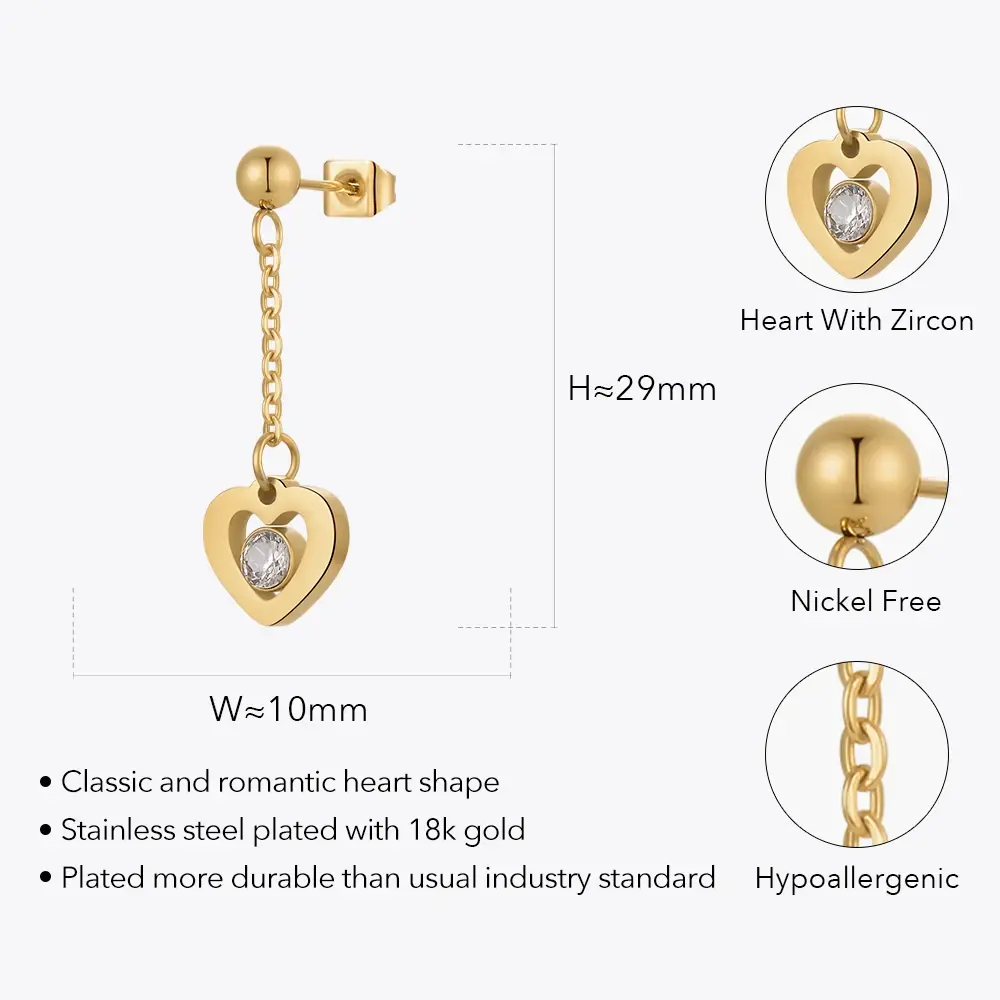 Heart With Zircon
H≈29mm
Nickel Free
W≈10mm
• Classic and romantic heart shape
• Stainless steel plated with 18k gold
• Plated more durable than usual industry standard
Hypoallergenic